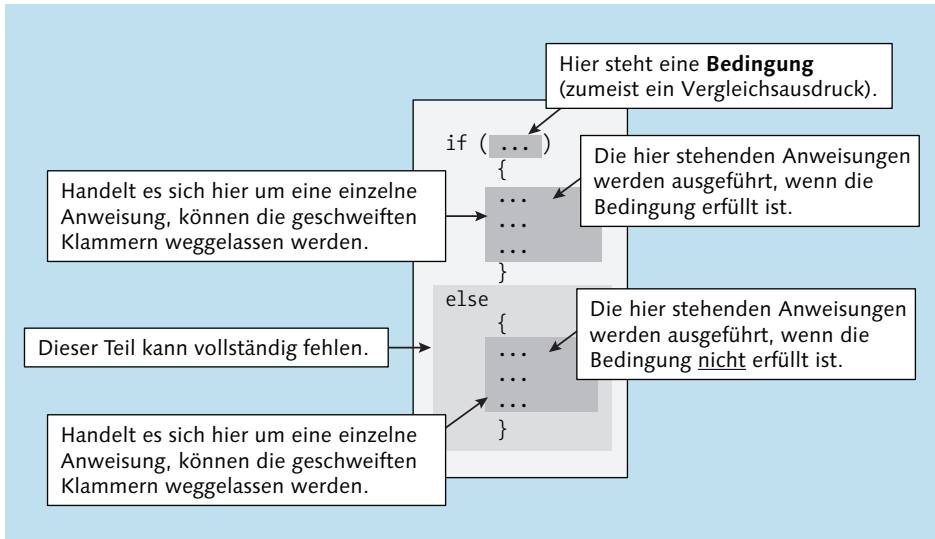 Hier steht eine Bedingung
(zumeist ein Vergleichsausdruck).
if ( ... )
{
Die hier stehenden Anweisungen
werden ausgeführt, wenn die
Bedingung erfüllt ist.
Handelt es sich hier um eine einzelne
Anweisung, können die geschweiften
Klammern weggelassen werden.
...
...
...
}
else
{
Die hier stehenden Anweisungen
werden ausgeführt, wenn die
Bedingung nicht erfüllt ist.
Dieser Teil kann vollständig fehlen.
...
...
...
}
Handelt es sich hier um eine einzelne
Anweisung, können die geschweiften
Klammern weggelassen werden.